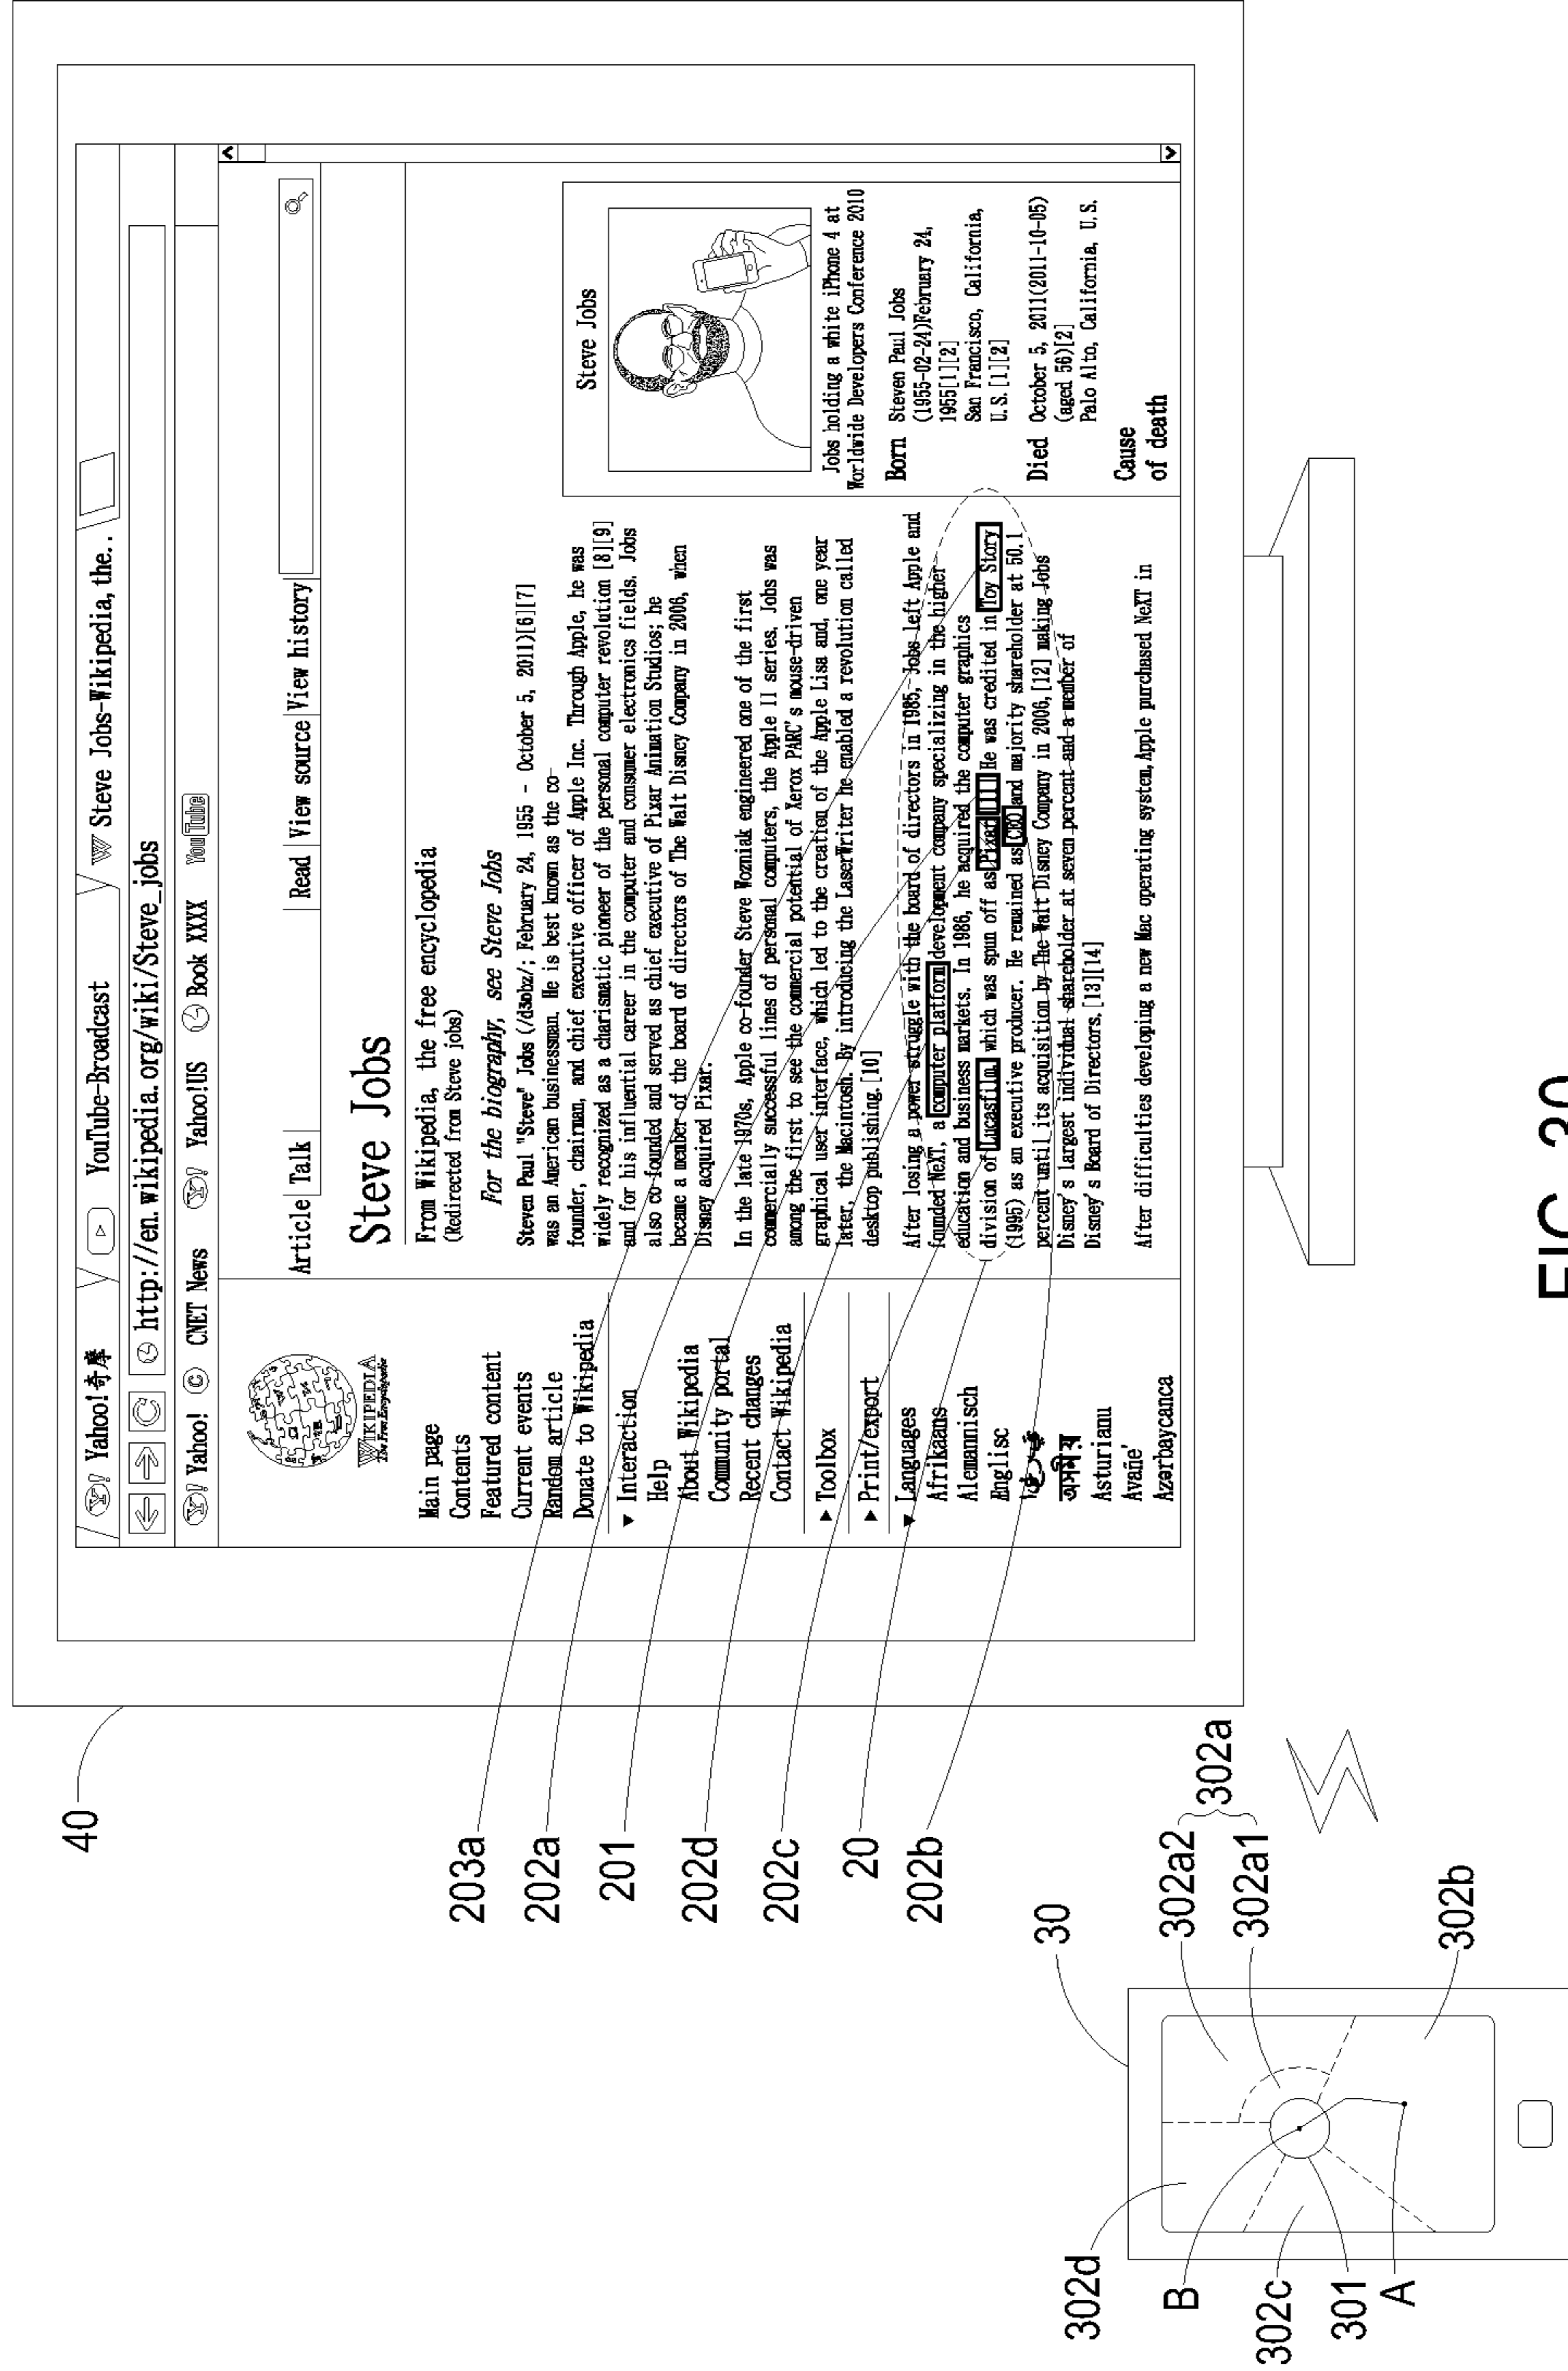 40
Yahoo!奇摩
YouTube-Broadcast
W Steve Jobs-Wikipedia, the..
http://en.wikipedia.org/wiki/Steve_jobs
Y! Yahoo!
© CNET News
Y! Yahoo!US
Book XXXX
YouTube
WIKIPEDIA
The Free Encyclopedia
Main page
Contents
Featured content
Current events
Random article
Donate to Wikipedia
▼ Interaction
Help
About Wikipedia
Community portal
Recent changes
Contact Wikipedia
▶ Toolbox
▶ Print/export
▼ Languages
Afrikaans
Alemannisch
Ænglisc
অসমীয়া
Asturianu
Avañe'
Azərbaycanca
Article Talk
Read View source View history
Steve Jobs
From Wikipedia, the free encyclopedia
(Redirected from Steve jobs)
For the biography, see Steve Jobs
Steven Paul "Steve" Jobs (/d3obz/; February 24, 1955 - October 5, 2011)[6][7]
was an American businessman. He is best known as the co-
founder, chairman, and chief executive officer of Apple Inc. Through Apple, he was
widely recognized as a charismatic pioneer of the personal computer revolution [8][9]
and for his influential career in the computer and consumer electronics fields. Jobs
also co-founded and served as chief executive of Pixar Animation Studios; he
became a member of the board of directors of The Walt Disney Company in 2006, when
Disney acquired Pixar.
In the late 1970s, Apple co-founder Steve Wozniak engineered one of the first
commercially successful lines of personal computers, the Apple II series. Jobs was
among the first to see the commercial potential of Xerox PARC's mouse-driven
graphical user interface, which led to the creation of the Apple Lisa and, one year
later, the Macintosh. By introducing the LaserWriter he enabled a revolution called
desktop publishing.[10]
After losing a power struggle with the board of directors in 1985, Jobs left Apple and
founded NeXT, a computer platform development company specializing in the higher
education and business markets. In 1986, he acquired the computer graphics
division of Lucasfilm, which was spun off as Pixar He was credited in Toy Story
(1995) as an executive producer. He remained as CEO and majority shareholder at 50.1
percent until its acquisition by The Walt Disney Company in 2006,[12] making Jobs
Disney's largest individual shareholder at seven percent and a member of
Disney's Board of Directors.[13][14]
After difficulties developing a new Mac operating system, Apple purchased NeXT in
Steve Jobs
Jobs holding a white iPhone 4 at
Worldwide Developers Conference 2010
Born Steven Paul Jobs
(1955-02-24)February 24,
1955[1][2]
San Francisco, California,
U.S.[1][2]
Died October 5, 2011(2011-10-05)
(aged 56)[2]
Palo Alto, California, U.S.
Cause
of death
203a
202a
201
202d
202c
20
202b
30
302a2
302a1
302a
302b
302d
B
302c
301
A